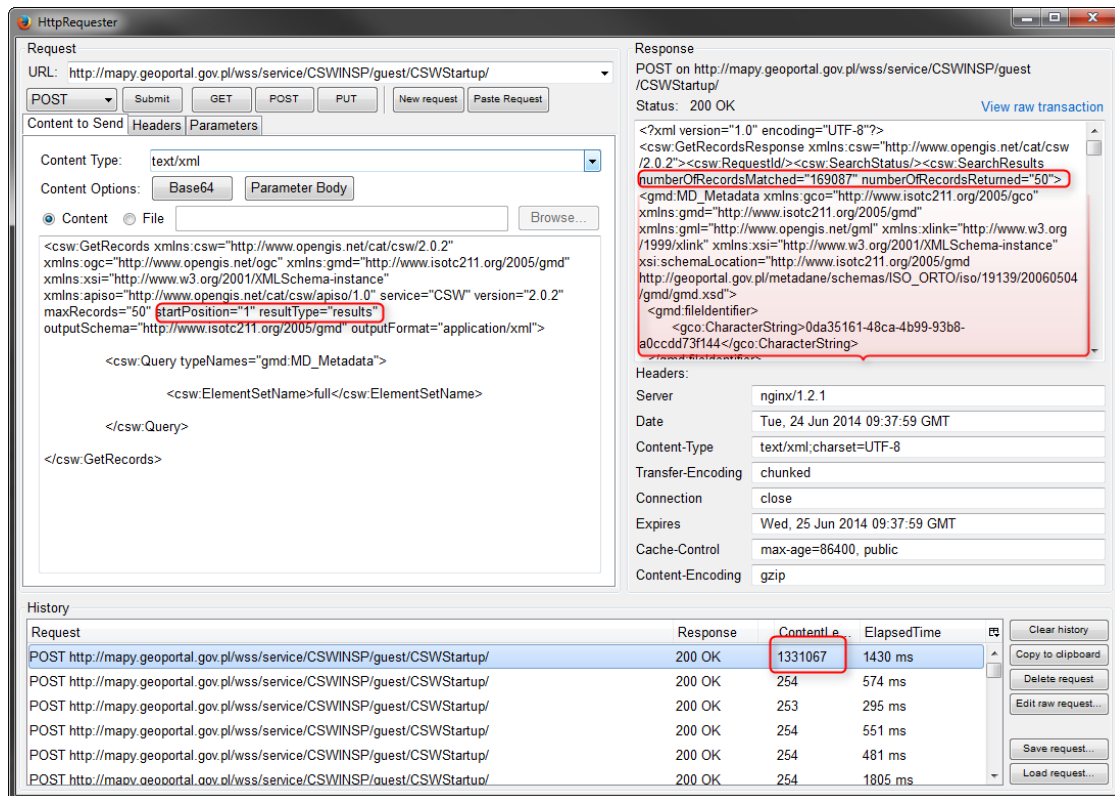 HttpRequester
Request
URL: http://mapy.geoportal.gov.pl/wss/service/CSWINSP/guest/CSWStartup/
POST Submit GET POST PUT New request Paste Request
Content to Send Headers Parameters
Content Type: text/xml
Content Options: Base64 Parameter Body
Content File Browse...
<csw:GetRecords xmlns:csw="http://www.opengis.net/cat/csw/2.0.2"
xmlns:ogc="http://www.opengis.net/ogc" xmlns:gmd="http://www.isotc211.org/2005/gmd"
xmlns:xsi="http://www.w3.org/2001/XMLSchema-instance"
xmlns:apiso="http://www.opengis.net/cat/csw/apiso/1.0" service="CSW" version="2.0.2"
maxRecords="50" startPosition="1" resultType="results"
outputSchema="http://www.isotc211.org/2005/gmd" outputFormat="application/xml">
<csw:Query typeNames="gmd:MD_Metadata">
<csw:ElementSetName>full</csw:ElementSetName>
</csw:Query>
</csw:GetRecords>
Response
POST on http://mapy.geoportal.gov.pl/wss/service/CSWINSP/guest
/CSWStartup/
Status: 200 OK View raw transaction
<?xml version="1.0" encoding="UTF-8"?>
<csw:GetRecordsResponse xmlns:csw="http://www.opengis.net/cat/csw
/2.0.2"><csw:RequestId/><csw:SearchStatus/><csw:SearchResults
numberOfRecordsMatched="169087" numberOfRecordsReturned="50">
<gmd:MD_Metadata xmlns:gco="http://www.isotc211.org/2005/gco"
xmlns:gmd="http://www.isotc211.org/2005/gmd"
xmlns:gml="http://www.opengis.net/gml" xmlns:xlink="http://www.w3.org
/1999/xlink" xmlns:xsi="http://www.w3.org/2001/XMLSchema-instance"
xsi:schemaLocation="http://www.isotc211.org/2005/gmd
http://geoportal.gov.pl/metadane/schemas/ISO_ORTO/iso/19139/20060504
/gmd/gmd.xsd">
<gmd:fileIdentifier>
<gco:CharacterString>0da35161-48ca-4b99-93b8-
a0ccdd73f144</gco:CharacterString>
</gmd:fileIdentifier>
Headers:
Server nginx/1.2.1
Date Tue, 24 Jun 2014 09:37:59 GMT
Content-Type text/xml;charset=UTF-8
Transfer-Encoding chunked
Connection close
Expires Wed, 25 Jun 2014 09:37:59 GMT
Cache-Control max-age=86400, public
Content-Encoding gzip
History
Request Response ContentLe... ElapsedTime
POST http://mapy.geoportal.gov.pl/wss/service/CSWINSP/guest/CSWStartup/ 200 OK 1331067 1430 ms
POST http://mapy.geoportal.gov.pl/wss/service/CSWINSP/guest/CSWStartup/ 200 OK 254 574 ms
POST http://mapy.geoportal.gov.pl/wss/service/CSWINSP/guest/CSWStartup/ 200 OK 253 295 ms
POST http://mapy.geoportal.gov.pl/wss/service/CSWINSP/guest/CSWStartup/ 200 OK 254 551 ms
POST http://mapy.geoportal.gov.pl/wss/service/CSWINSP/guest/CSWStartup/ 200 OK 254 481 ms
POST http://mapy.geoportal.gov.pl/wss/service/CSWINSP/guest/CSWStartup/ 200 OK 254 1805 ms
Clear history
Copy to clipboard
Delete request
Edit raw request...
Save request...
Load request...